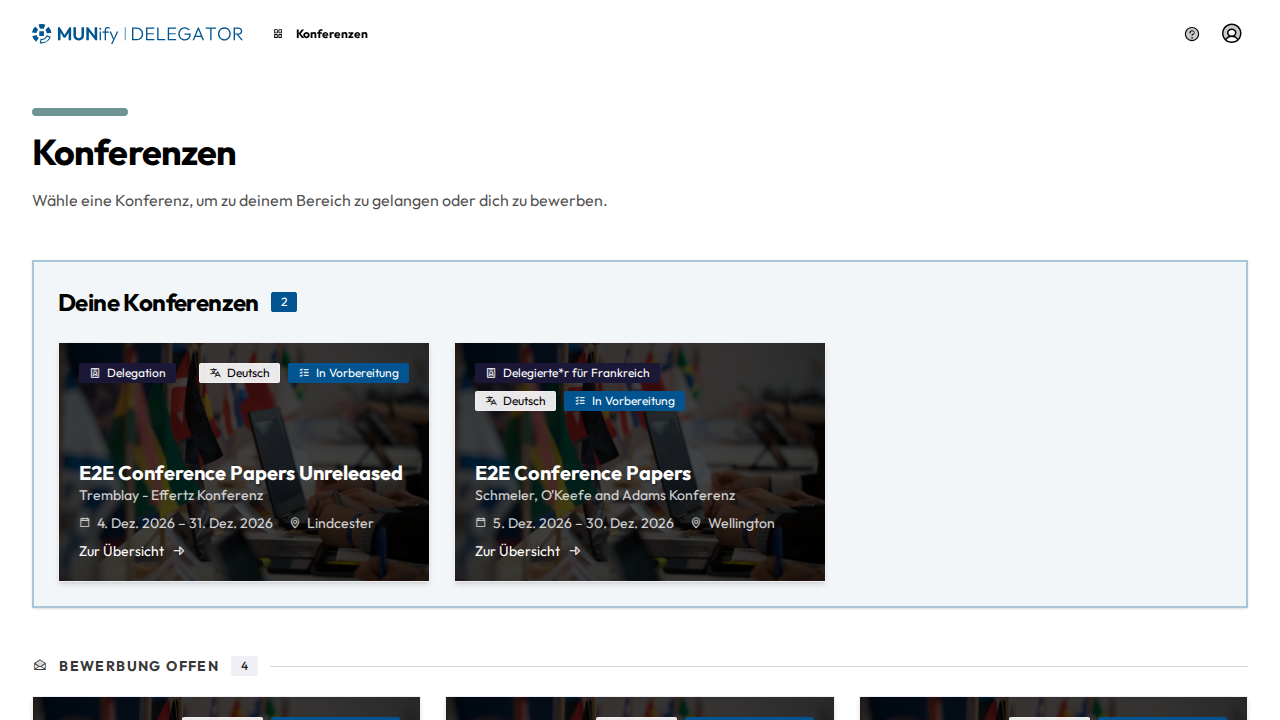 MUNify | DELEGATOR
Konferenzen
Konferenzen
Wähle eine Konferenz, um zu deinem Bereich zu gelangen oder dich zu bewerben.
Deine Konferenzen 2
Delegation
Deutsch
In Vorbereitung
E2E Conference Papers Unreleased
Tremblay - Effertz Konferenz
4. Dez. 2026 – 31. Dez. 2026
Lindcester
Zur Übersicht
Delegierte*r für Frankreich
Deutsch
In Vorbereitung
E2E Conference Papers
Schmeler, O'Keefe and Adams Konferenz
5. Dez. 2026 – 30. Dez. 2026
Wellington
Zur Übersicht
BEWERBUNG OFFEN 4